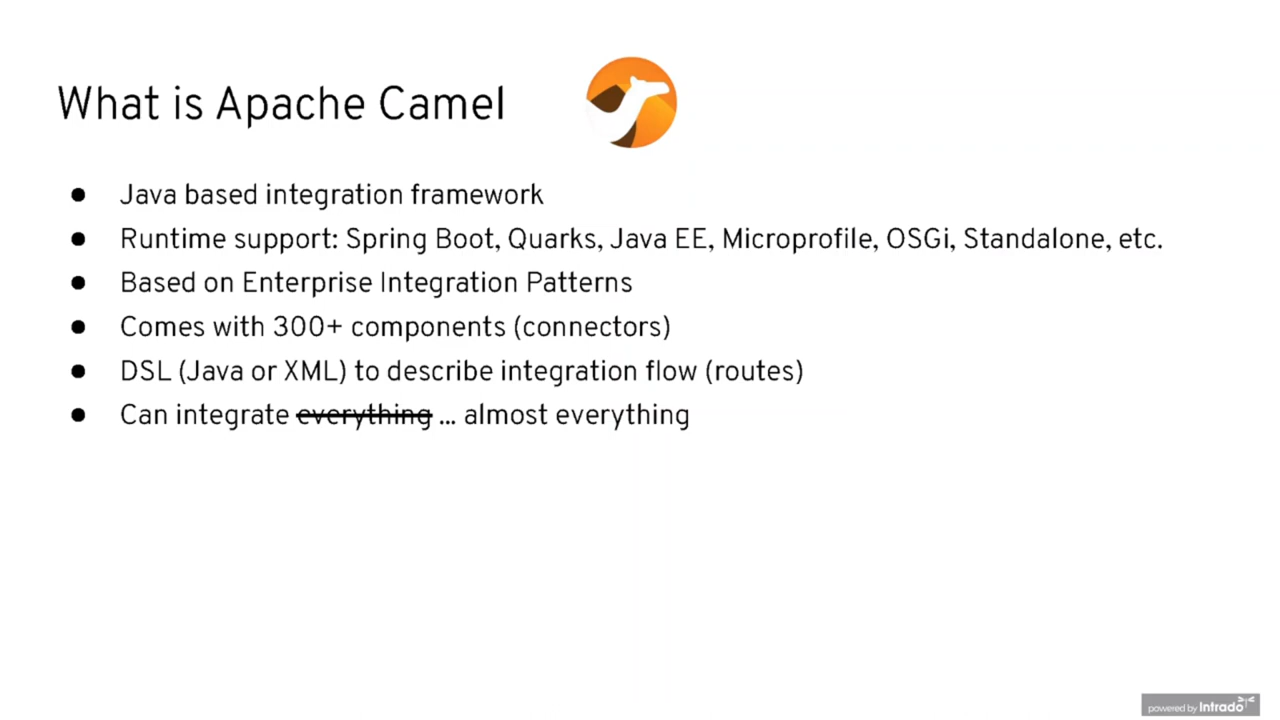 What is Apache Camel
● Java based integration framework
● Runtime support: Spring Boot, Quarks, Java EE, Microprofile, OSGi, Standalone, etc.
● Based on Enterprise Integration Patterns
● Comes with 300+ components (connectors)
● DSL (Java or XML) to describe integration flow (routes)
● Can integrate everything ... almost everything
powered by Intrado